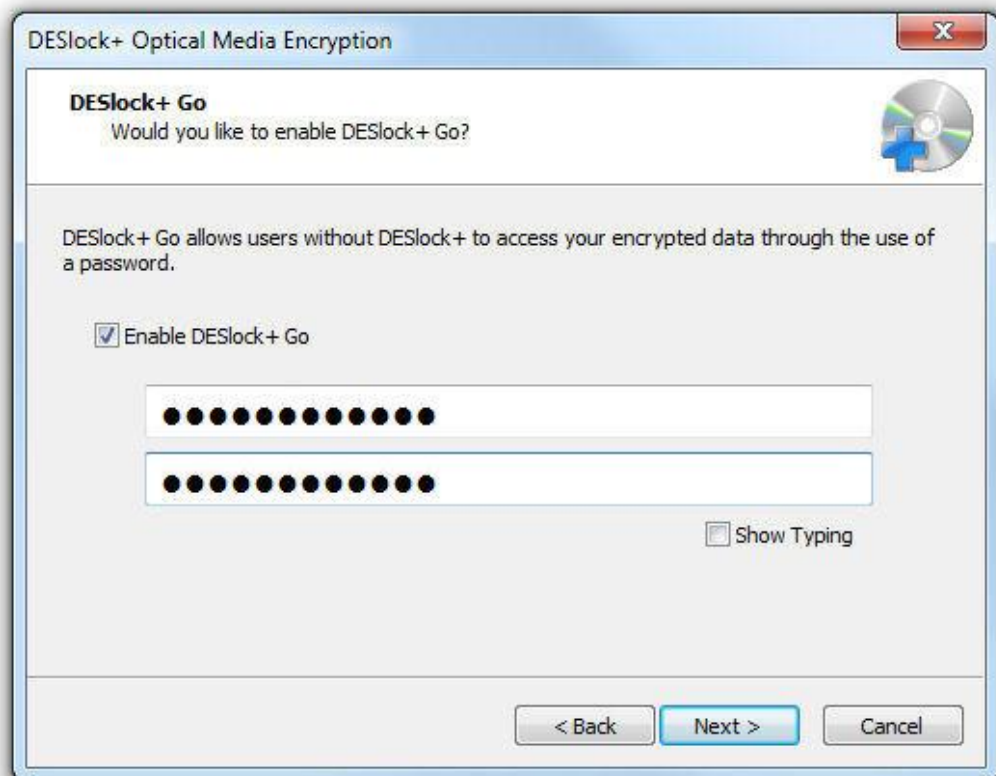 DESlock+ Optical Media Encryption
DESlock+ Go
Would you like to enable DESlock+ Go?
DESlock+ Go allows users without DESlock+ to access your encrypted data through the use of
a password.
Enable DESlock+ Go
●●●●●●●●●●●●
●●●●●●●●●●●●
Show Typing
< Back Next > Cancel